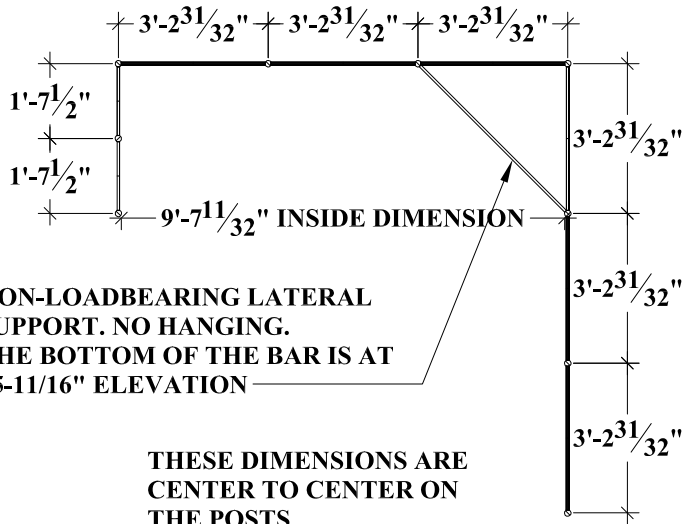 3'-2 31/32" 3'-2 31/32" 3'-2 31/32"
1'-7 1/2"
3'-2 31/32"
1'-7 1/2"
9'-7 11/32" INSIDE DIMENSION
3'-2 31/32"
ON-LOADBEARING LATERAL
UPPORT. NO HANGING.
HE BOTTOM OF THE BAR IS AT
5-11/16" ELEVATION
3'-2 31/32"
THESE DIMENSIONS ARE
CENTER TO CENTER ON
THE POSTS